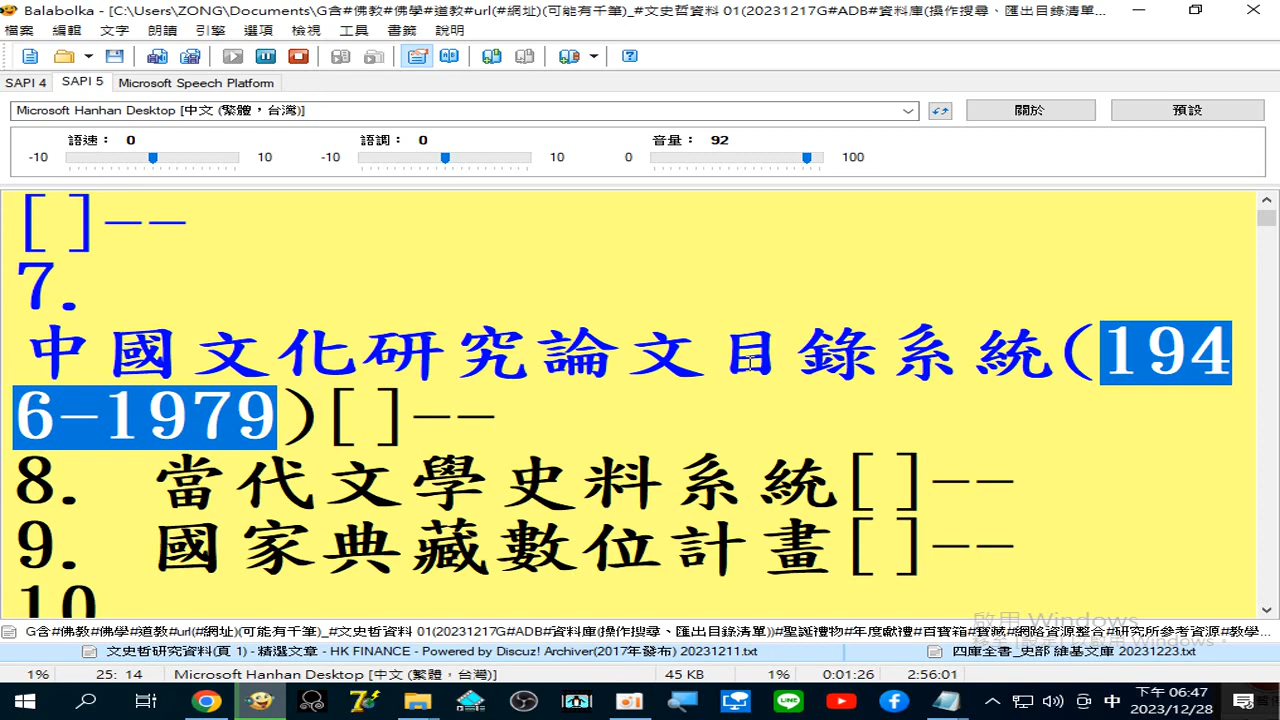 Balabolka - [C:\Users\ZONG\Documents\G含#佛教#佛學#道教#url(#網址)(可能有千筆)_#文史哲資料 01(20231217G#ADB#資料庫(操作搜尋、匯出目錄清單...
檔案 編輯 文字 朗讀 引擎 選項 檢視 工具 書籤 說明
SAPI 4 SAPI 5 Microsoft Speech Platform
Microsoft Hanhan Desktop [中文 (繁體，台灣)] 關於 預設
語速： 0 語調： 0 音量： 92
-10 10 -10 10 0 100
[ ]--
7.
中國文化研究論文目錄系統(194
6-1979)[ ]--
8. 當代文學史料系統[ ]--
9. 國家典藏數位計畫[ ]--
10
啟用 Windows
G含#佛教#佛學#道教#url(#網址)(可能有千筆)_#文史哲資料 01(20231217G#ADB#資料庫(操作搜尋、匯出目錄清單))#聖誕禮物#年度獻禮#百寶箱#寶城#網路資源整合#研究所參考資源#教學...
文史哲研究資料(頁 1) - 精選文章 - HK FINANCE - Powered by Discuz! Archiver(2017年發布) 20231211.txt 四庫全書_史部 維基文庫 20231223.txt
1% 25: 14 Microsoft Hanhan Desktop [中文 (繁體，台灣)] 45 KB 1% 0:01:26 2:56:01
中 下午 06:47
2023/12/28